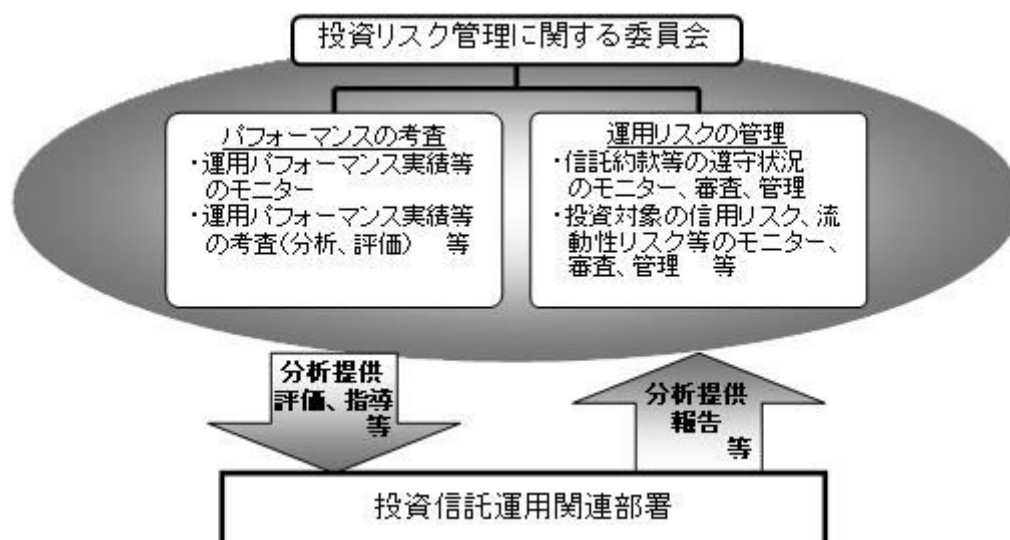 投資リスク管理に関する委員会
パフォーマンスの考査
・運用パフォーマンス実績等
のモニター
・運用パフォーマンス実績等
の考査(分析、評価) 等
運用リスクの管理
・信託約款等の遵守状況
のモニター、審査、管理
・投資対象の信用リスク、流
動性リスク等のモニター、
審査、管理 等
分析提供
評価、指導
等
分析提供
報告
等
投資信託運用関連部署